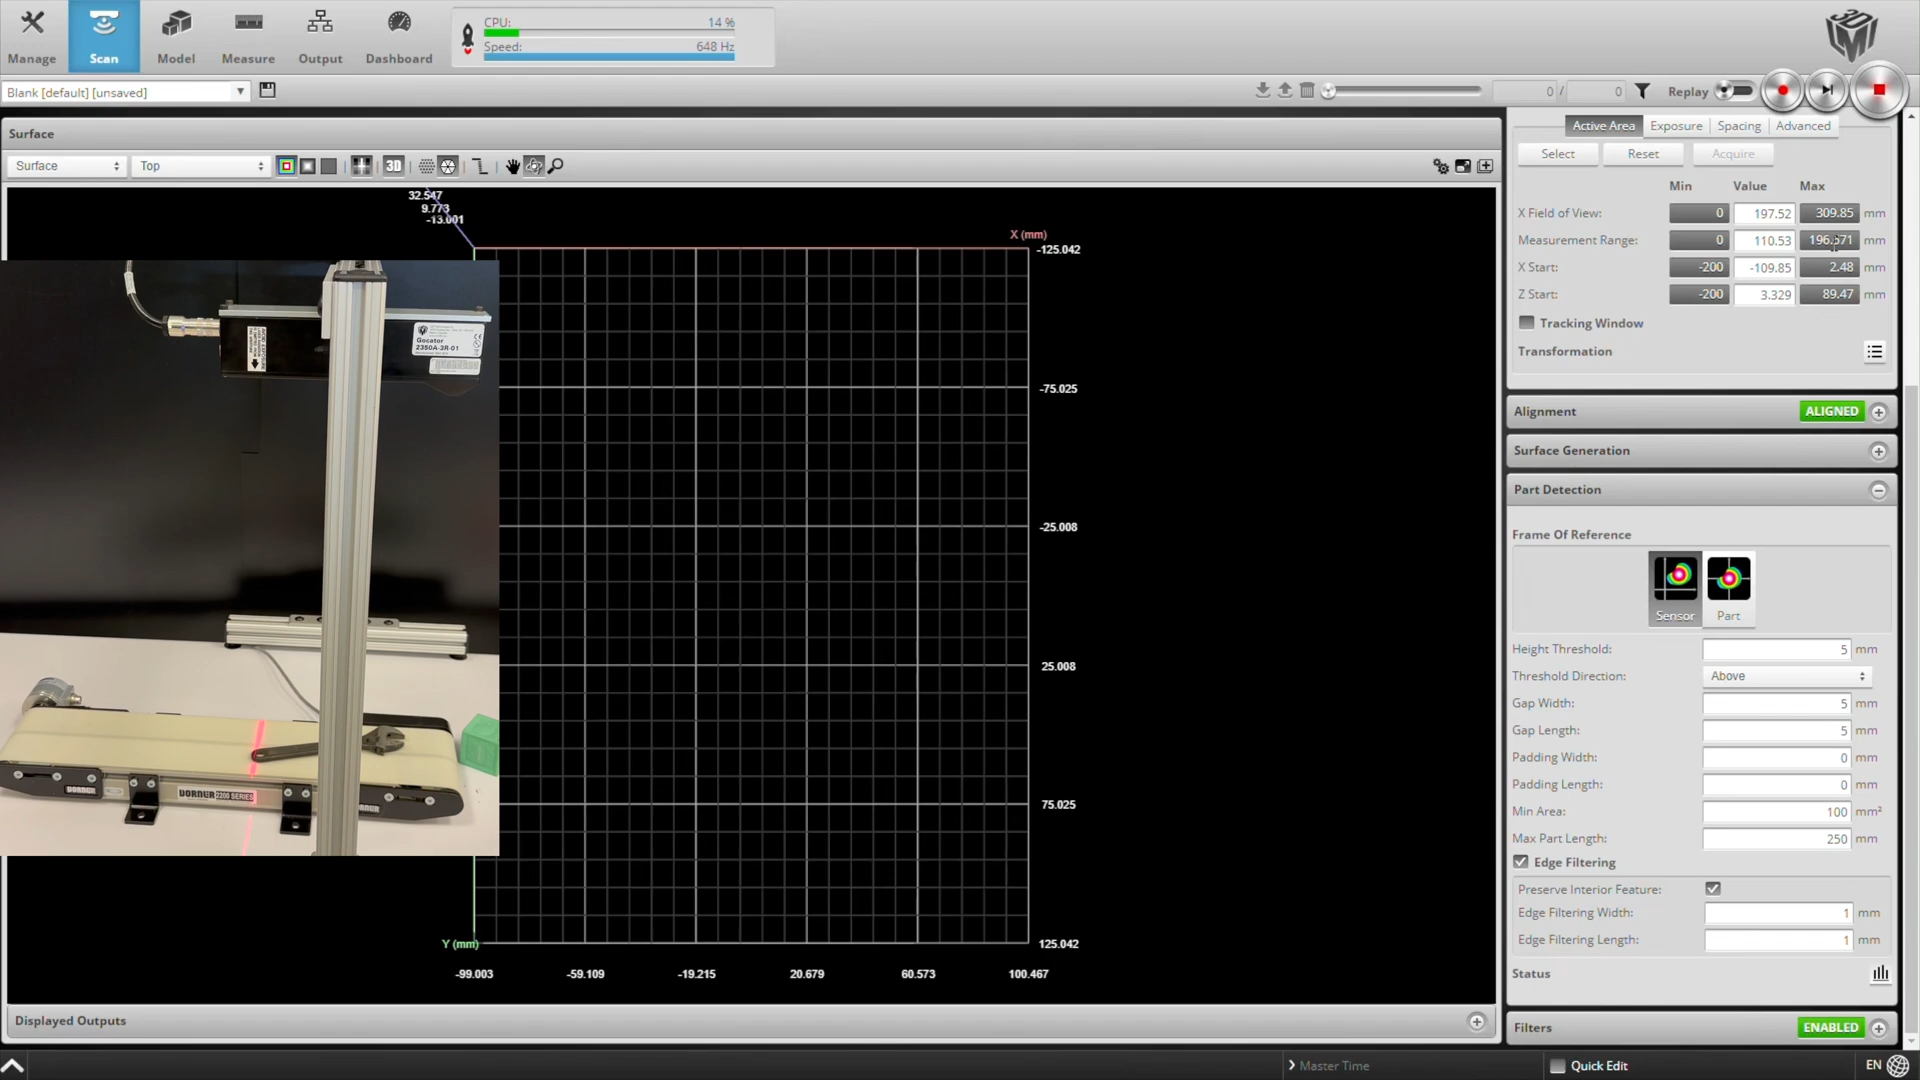 Manage
Scan
Model
Measure
Output
Dashboard
CPU: 14 %
Speed: 648 Hz
Blank [default] [unsaved]
0 / 0
Replay
Surface
Surface
Top
3D
32.547
9.773
-13.001
X (mm)
-125.042
-75.025
-25.008
25.008
75.025
125.042
Y (mm)
-99.003 -59.109 -19.215 20.679 60.573 100.467
Gocator
2350A-3R-01
DORNER 2200 SERIES
Displayed Outputs
Active Area Exposure Spacing Advanced
Select Reset Acquire
Min Value Max
X Field of View: 0 197.52 309.85 mm
Measurement Range: 0 110.53 196.571 mm
X Start: -200 -109.85 2.48 mm
Z Start: -200 3.329 89.47 mm
Tracking Window
Transformation
Alignment ALIGNED
Surface Generation
Part Detection
Frame Of Reference
Sensor Part
Height Threshold: 5 mm
Threshold Direction: Above
Gap Width: 5 mm
Gap Length: 5 mm
Padding Width: 0 mm
Padding Length: 0 mm
Min Area: 100 mm²
Max Part Length: 250 mm
Edge Filtering
Preserve Interior Feature:
Edge Filtering Width: 1 mm
Edge Filtering Length: 1 mm
Status
Filters ENABLED
Master Time
Quick Edit
EN